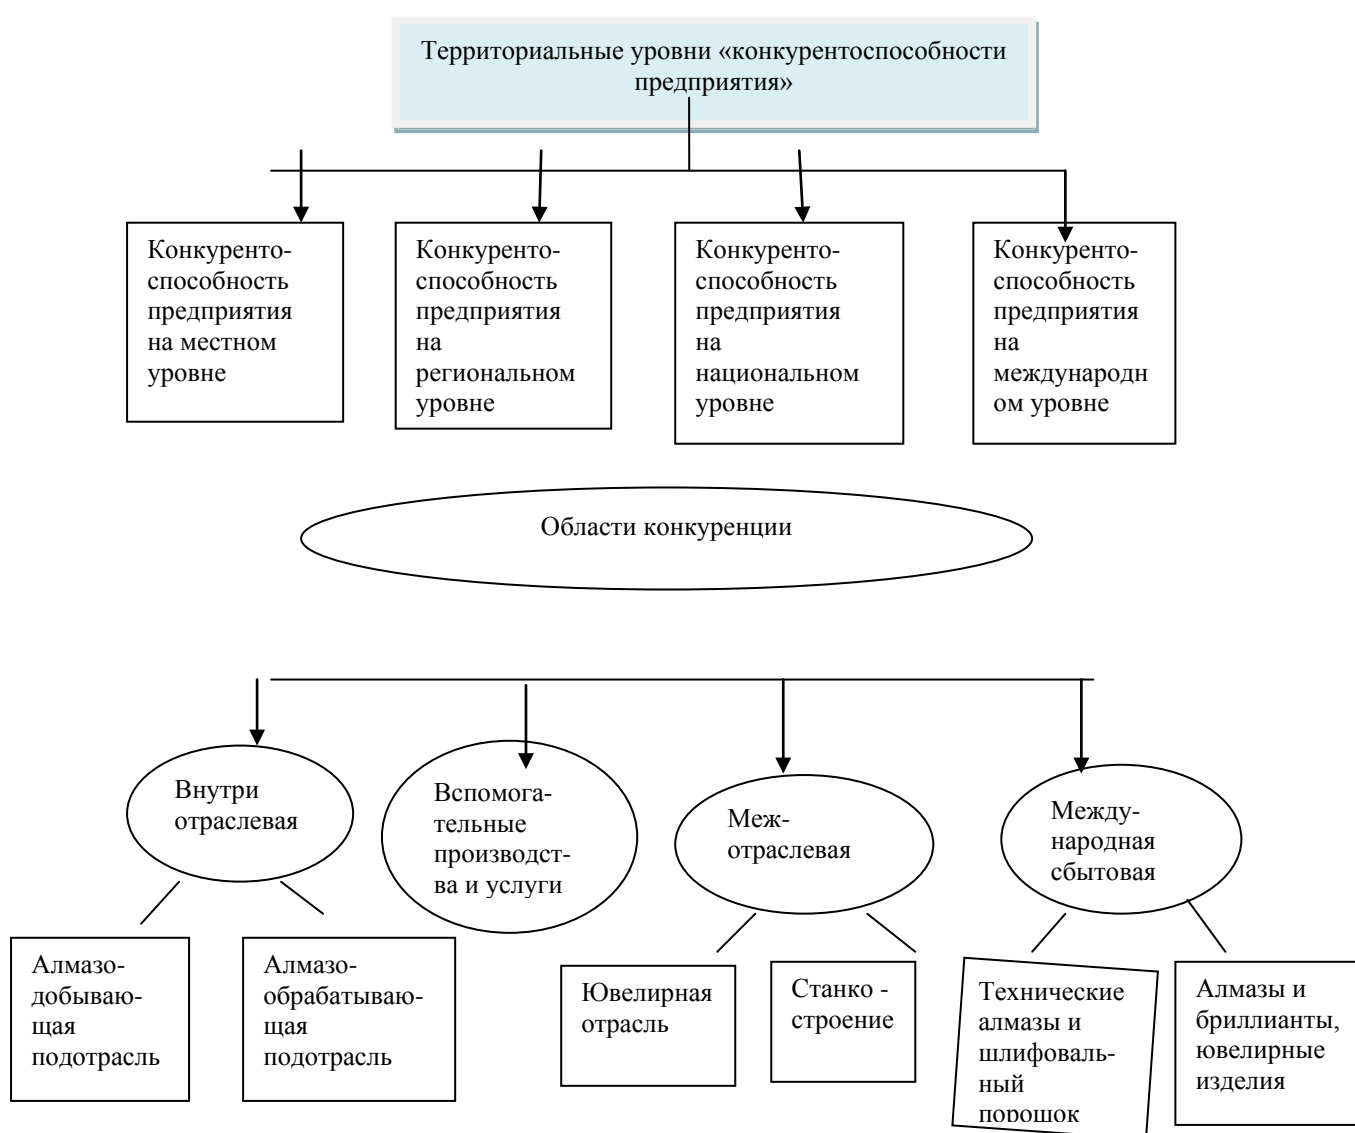 Территориальные уровни «конкурентоспособности
предприятия»
Конкуренто-
способность
предприятия
на местном
уровне
Конкуренто-
способность
предприятия
на
региональном
уровне
Конкуренто-
способность
предприятия
на
национальном
уровне
Конкуренто-
способность
предприятия
на
международн
ом уровне
Области конкуренции
Внутри
отраслевая
Вспомога-
тельные
производст-
ва и услуги
Меж-
отраслевая
Между-
народная
сбытовая
Алмазо-
добываю-
щая
подотрасль
Алмазо-
обрабатываю-
щая
подотрасль
Ювелирная
отрасль
Станко -
строение
Технические
алмазы и
шлифоваль-
ный
порошок
Алмазы и
бриллианты,
ювелирные
изделия